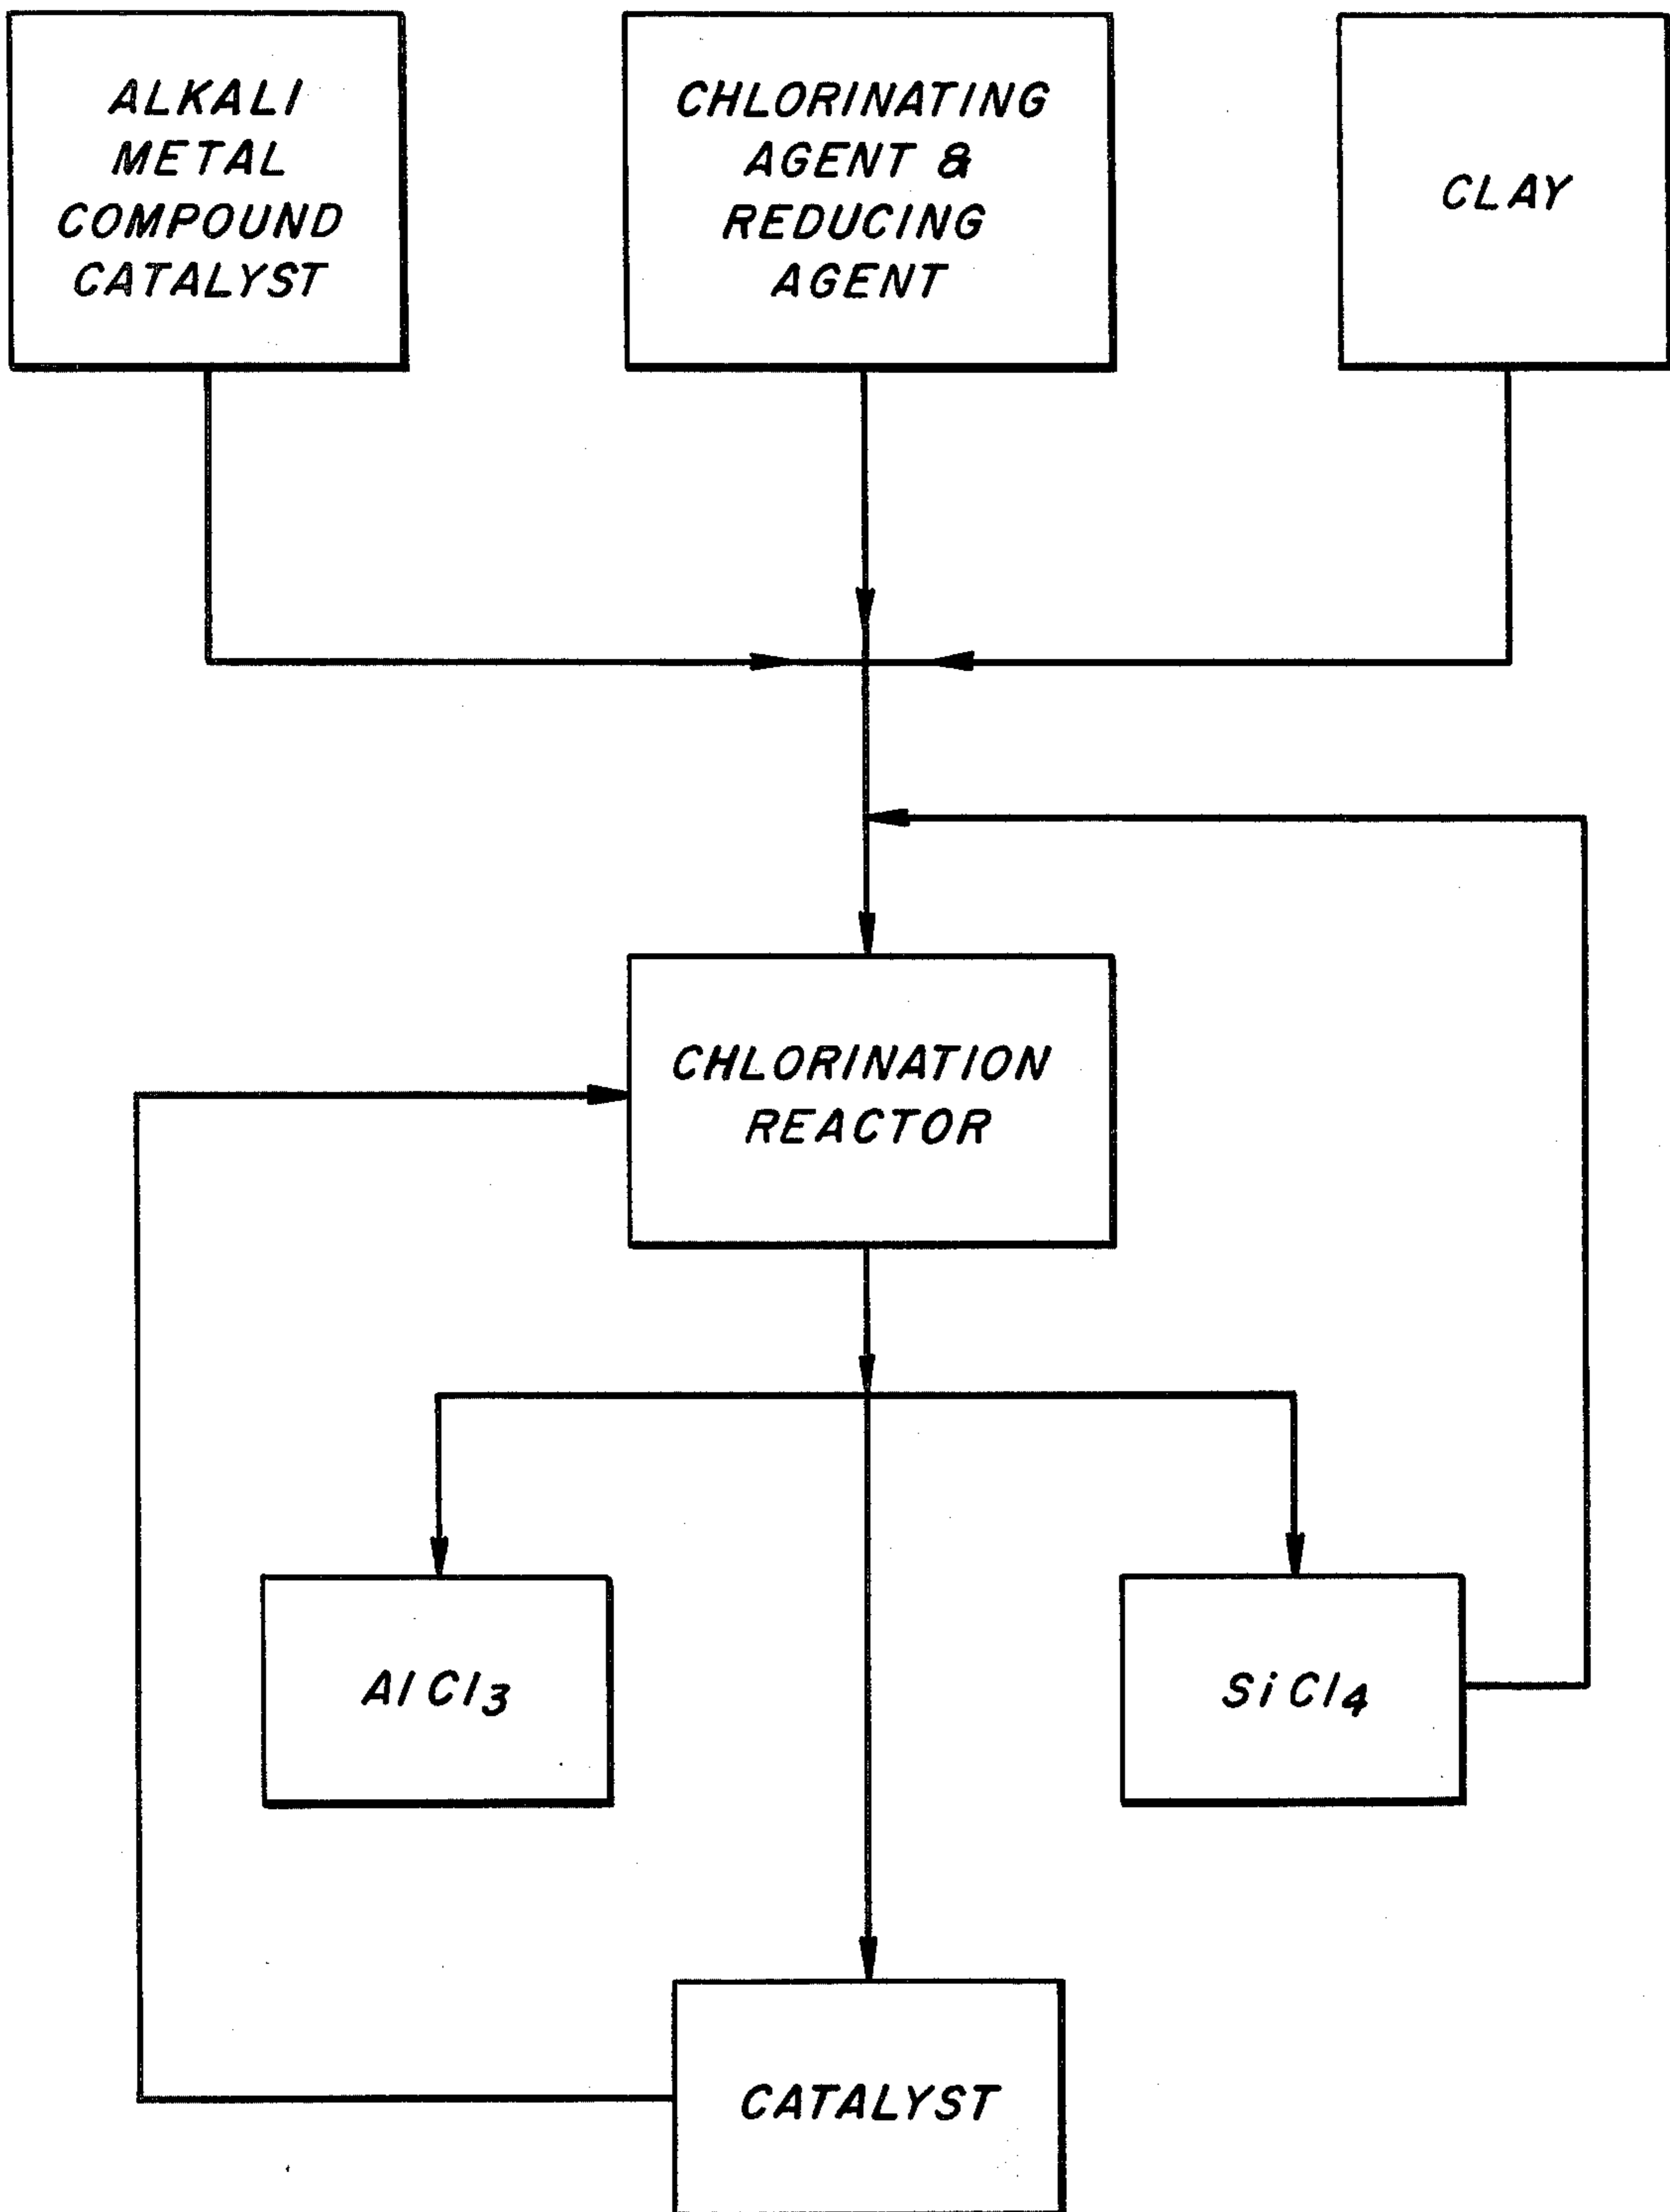 ALKALI
METAL
COMPOUND
CATALYST
CHLORINATING
AGENT &
REDUCING
AGENT
CLAY
CHLORINATION
REACTOR
AlCl₃
SiCl₄
CATALYST